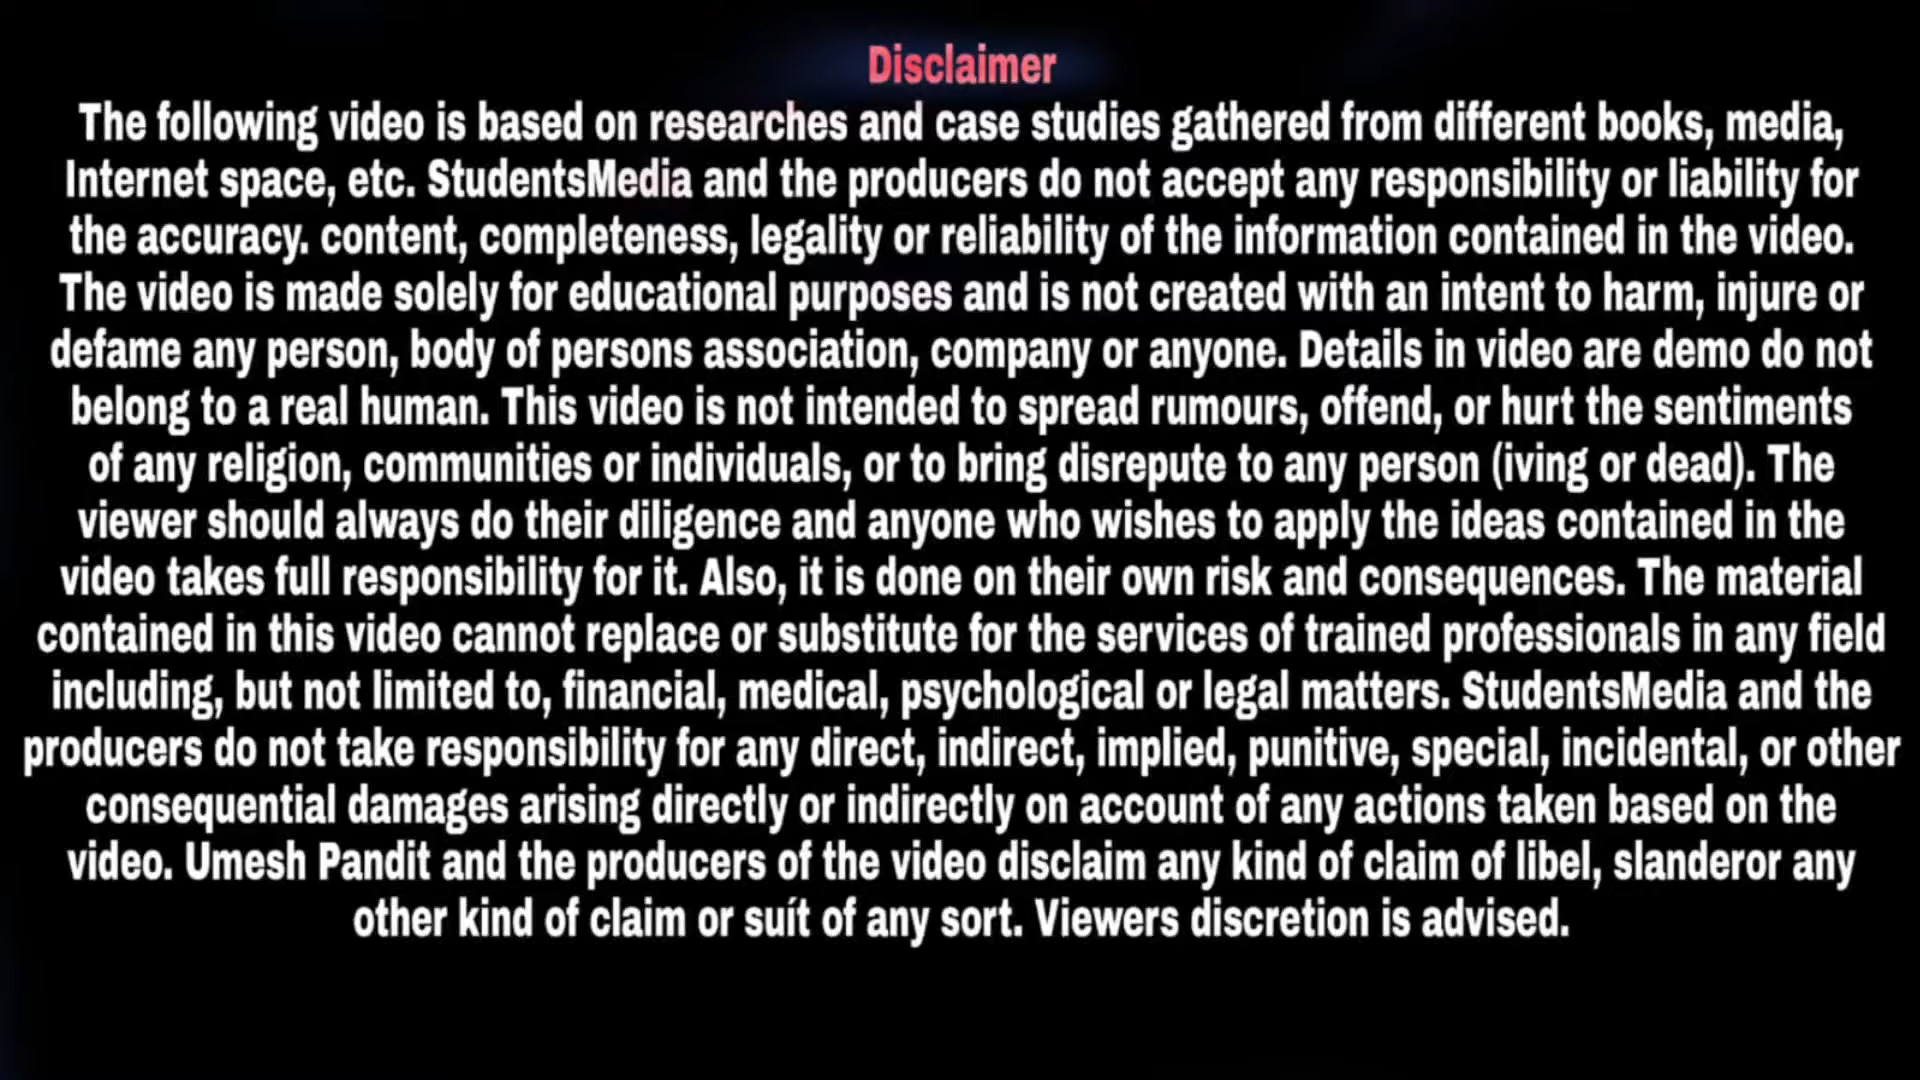 Disclaimer
The following video is based on researches and case studies gathered from different books, media,
Internet space, etc. StudentsMedia and the producers do not accept any responsibility or liability for
the accuracy. content, completeness, legality or reliability of the information contained in the video.
The video is made solely for educational purposes and is not created with an intent to harm, injure or
defame any person, body of persons association, company or anyone. Details in video are demo do not
belong to a real human. This video is not intended to spread rumours, offend, or hurt the sentiments
of any religion, communities or individuals, or to bring disrepute to any person (iving or dead). The
viewer should always do their diligence and anyone who wishes to apply the ideas contained in the
video takes full responsibility for it. Also, it is done on their own risk and consequences. The material
contained in this video cannot replace or substitute for the services of trained professionals in any field
including, but not limited to, financial, medical, psychological or legal matters. StudentsMedia and the
producers do not take responsibility for any direct, indirect, implied, punitive, special, incidental, or other
consequential damages arising directly or indirectly on account of any actions taken based on the
video. Umesh Pandit and the producers of the video disclaim any kind of claim of libel, slanderor any
other kind of claim or suít of any sort. Viewers discretion is advised.